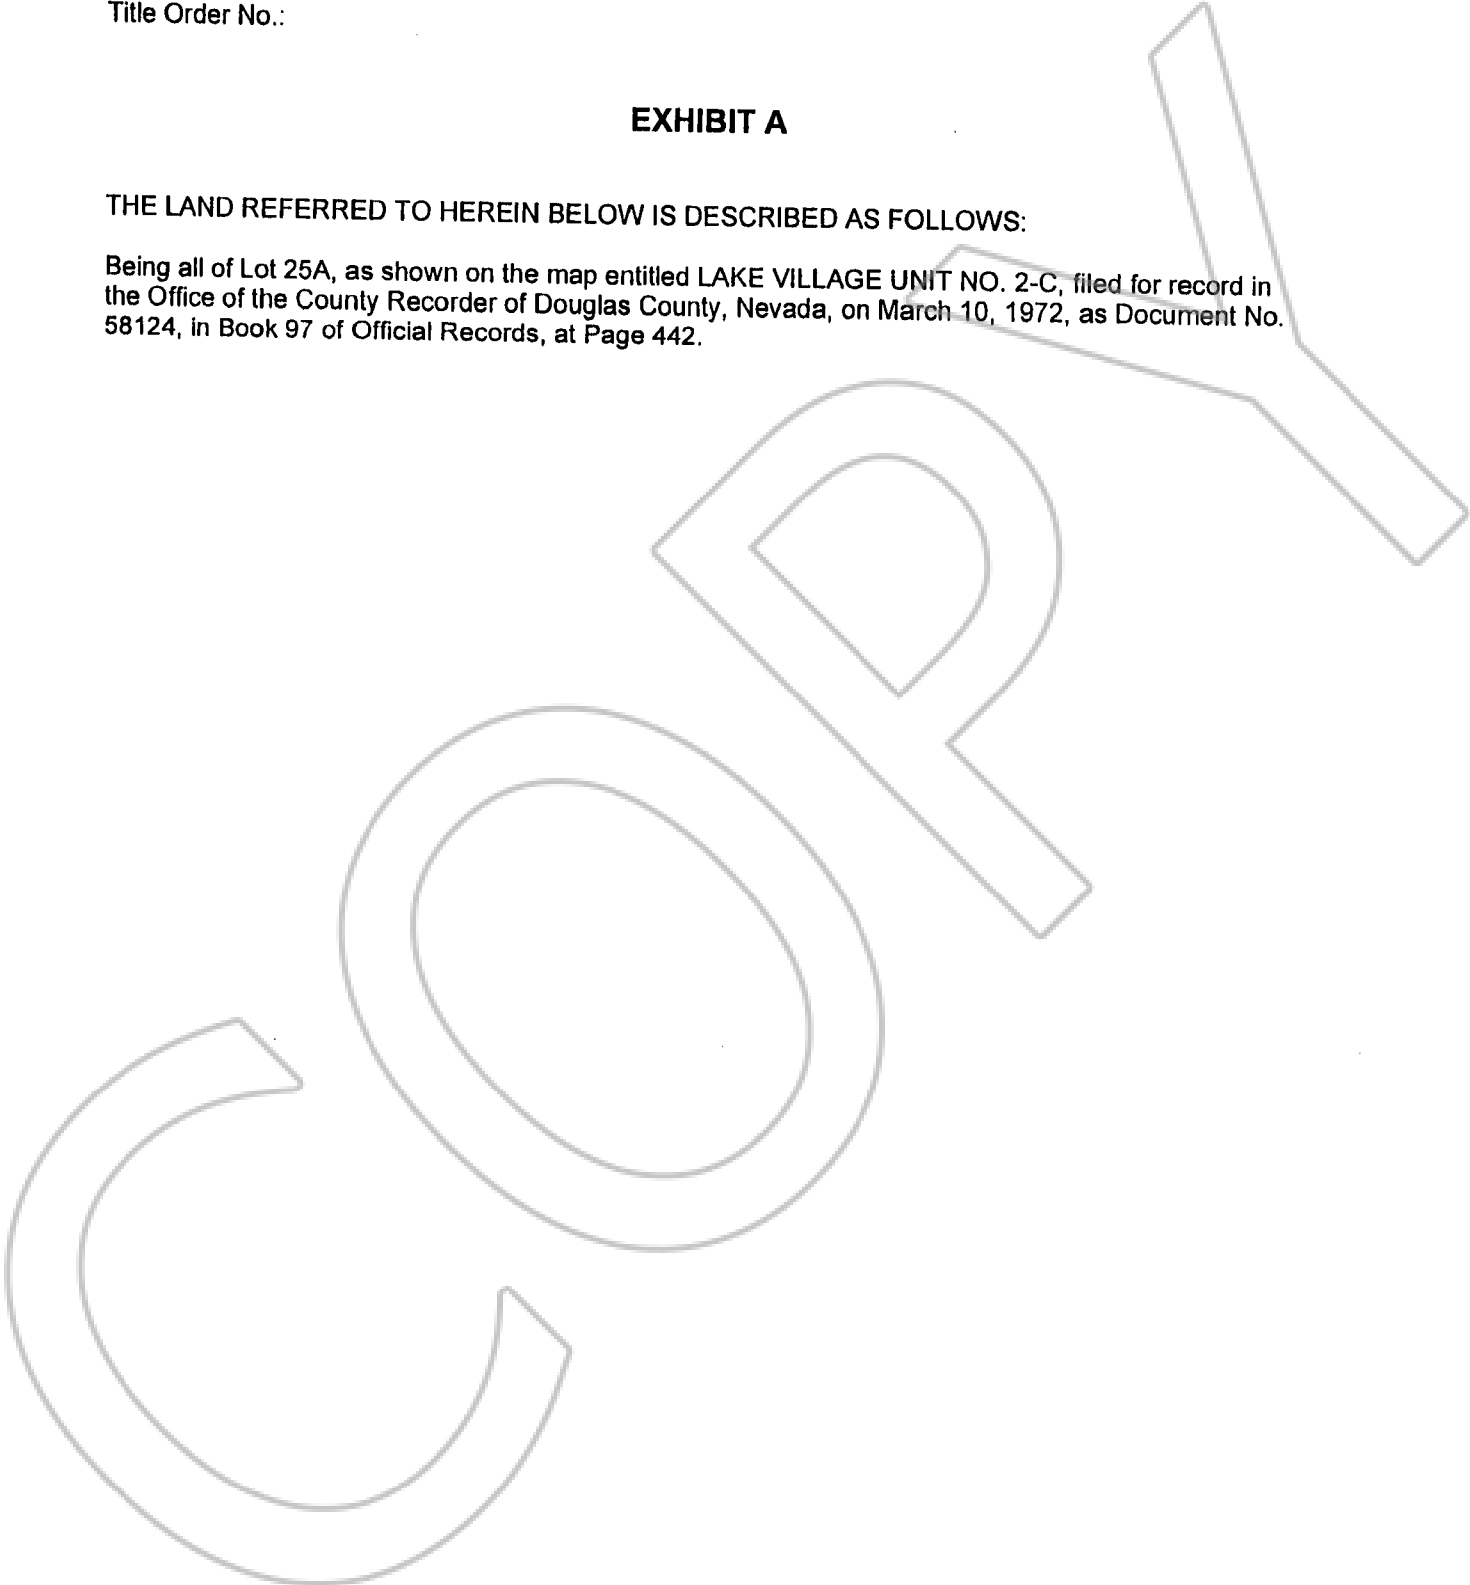 Title Order No.:
EXHIBIT A
THE LAND REFERRED TO HEREIN BELOW IS DESCRIBED AS FOLLOWS:
Being all of Lot 25A, as shown on the map entitled LAKE VILLAGE UNIT NO. 2-C, filed for record in
the Office of the County Recorder of Douglas County, Nevada, on March 10, 1972, as Document No.
58124, in Book 97 of Official Records, at Page 442.
COPY